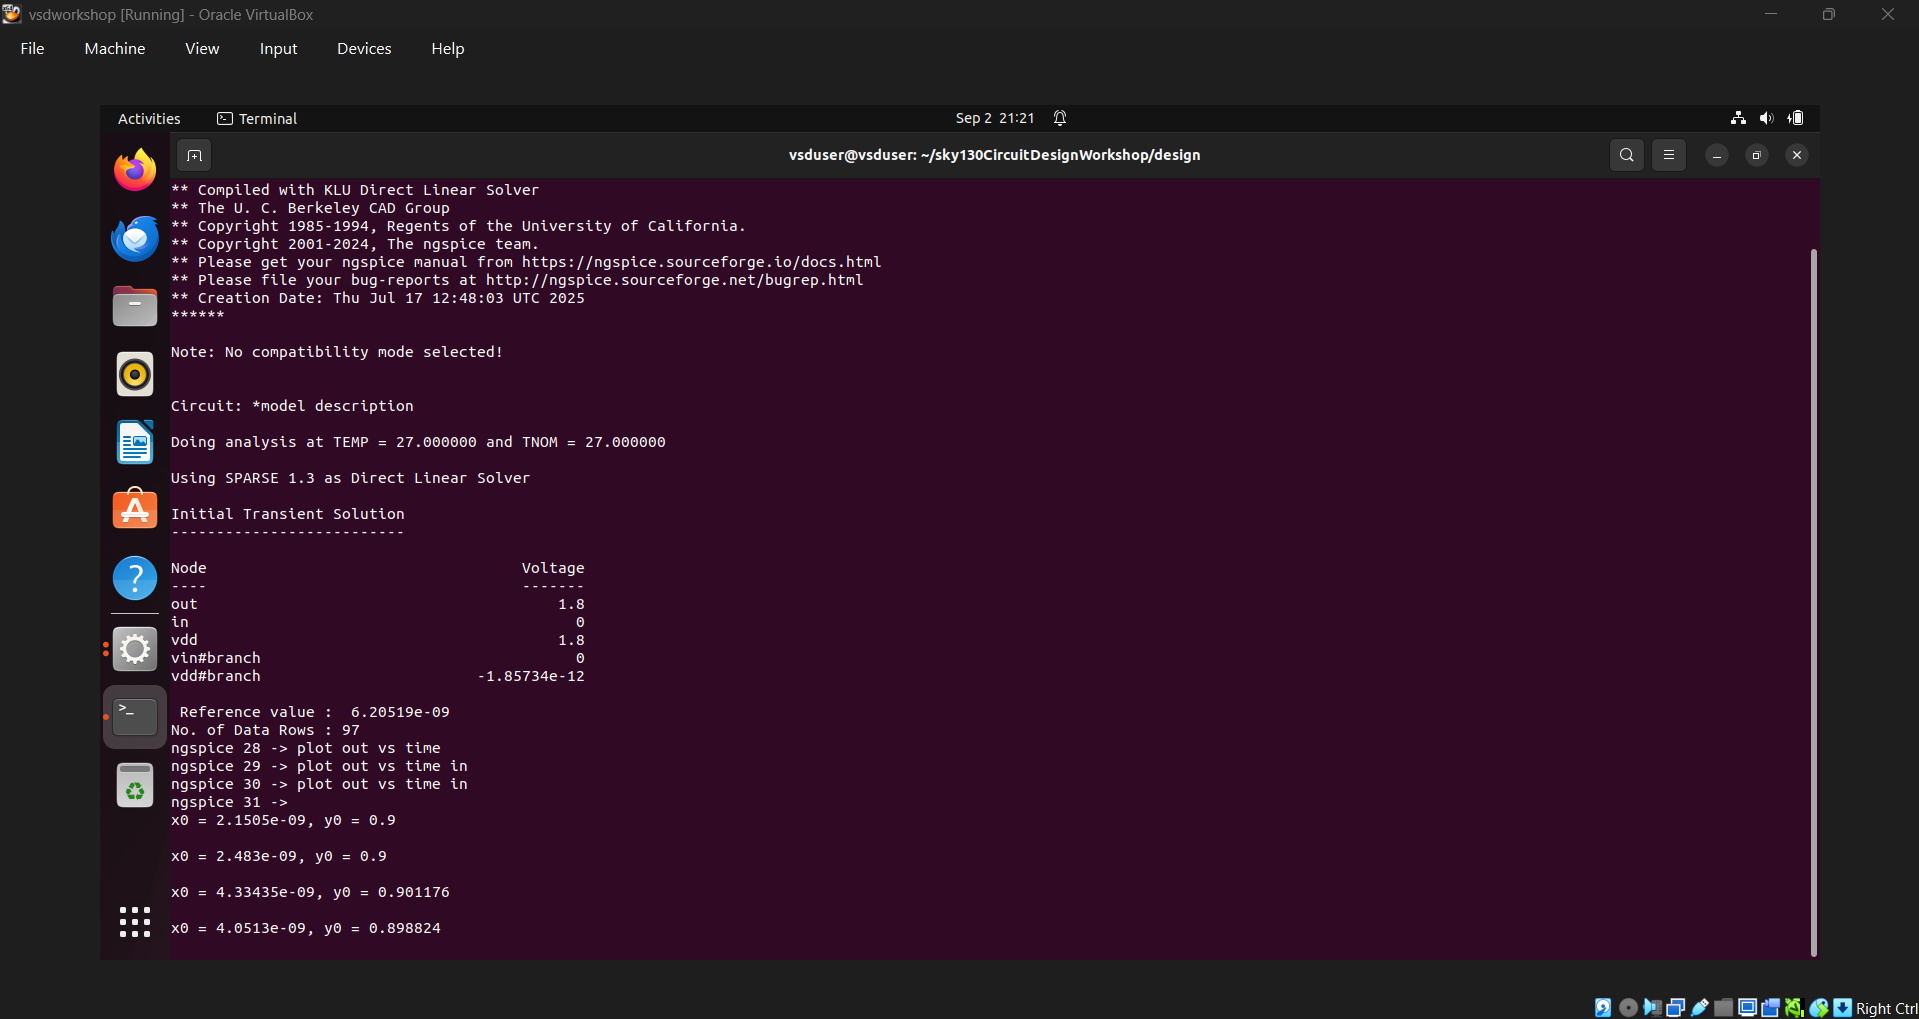 vsdworkshop [Running] - Oracle VirtualBox
File Machine View Input Devices Help
Activities Terminal Sep 2 21:21
vsduser@vsduser: ~/sky130CircuitDesignWorkshop/design
** Compiled with KLU Direct Linear Solver
** The U. C. Berkeley CAD Group
** Copyright 1985-1994, Regents of the University of California.
** Copyright 2001-2024, The ngspice team.
** Please get your ngspice manual from https://ngspice.sourceforge.io/docs.html
** Please file your bug-reports at http://ngspice.sourceforge.net/bugrep.html
** Creation Date: Thu Jul 17 12:48:03 UTC 2025
******
Note: No compatibility mode selected!
Circuit: *model description
Doing analysis at TEMP = 27.000000 and TNOM = 27.000000
Using SPARSE 1.3 as Direct Linear Solver
Initial Transient Solution
--------------------------
Node Voltage
---- -------
out 1.8
in 0
vdd 1.8
vin#branch 0
vdd#branch -1.85734e-12
Reference value : 6.20519e-09
No. of Data Rows : 97
ngspice 28 -> plot out vs time
ngspice 29 -> plot out vs time in
ngspice 30 -> plot out vs time in
ngspice 31 ->
x0 = 2.1505e-09, y0 = 0.9
x0 = 2.483e-09, y0 = 0.9
x0 = 4.33435e-09, y0 = 0.901176
x0 = 4.0513e-09, y0 = 0.898824
Right Ctrl